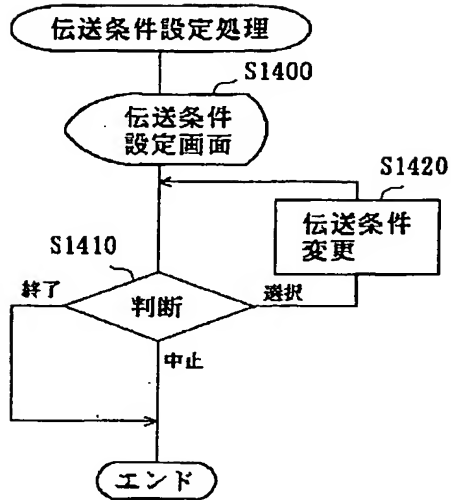 伝送条件設定処理
S1400
伝送条件
設定画面
S1420
伝送条件
変更
S1410
終了
判断
選択
中止
エンド